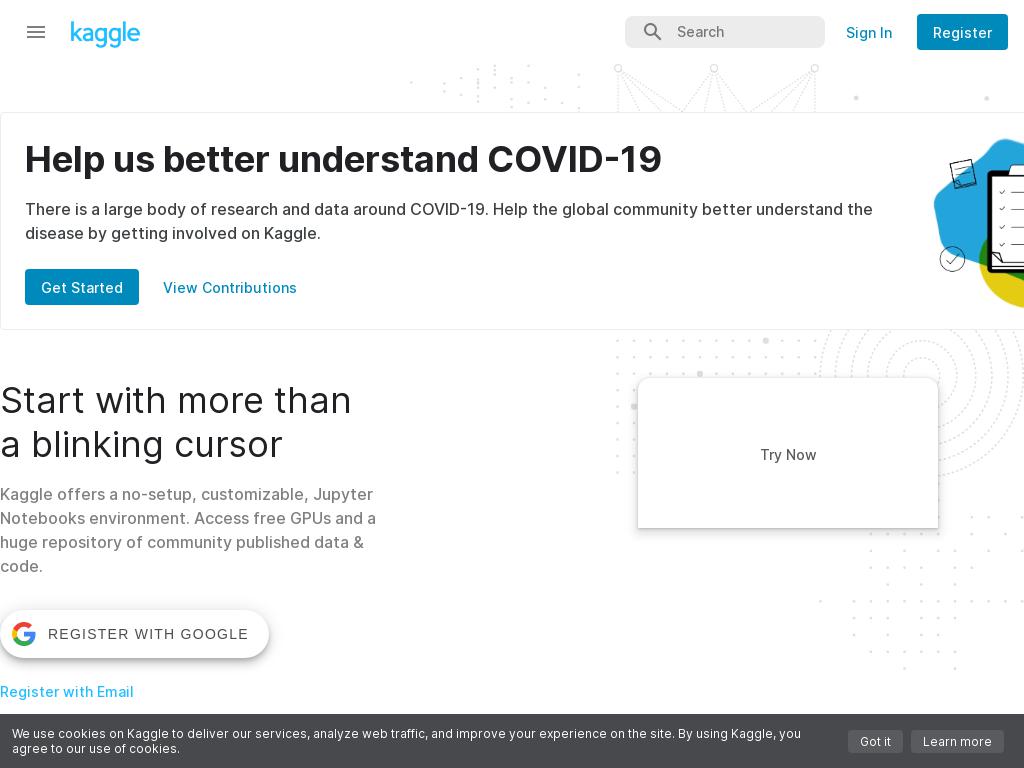 kaggle
Search
Sign In
Register
Help us better understand COVID-19
There is a large body of research and data around COVID-19. Help the global community better understand the
disease by getting involved on Kaggle.
Get Started
View Contributions
Start with more than
a blinking cursor
Kaggle offers a no-setup, customizable, Jupyter
Notebooks environment. Access free GPUs and a
huge repository of community published data &
code.
Try Now
REGISTER WITH GOOGLE
Register with Email
We use cookies on Kaggle to deliver our services, analyze web traffic, and improve your experience on the site. By using Kaggle, you
agree to our use of cookies.
Got it
Learn more